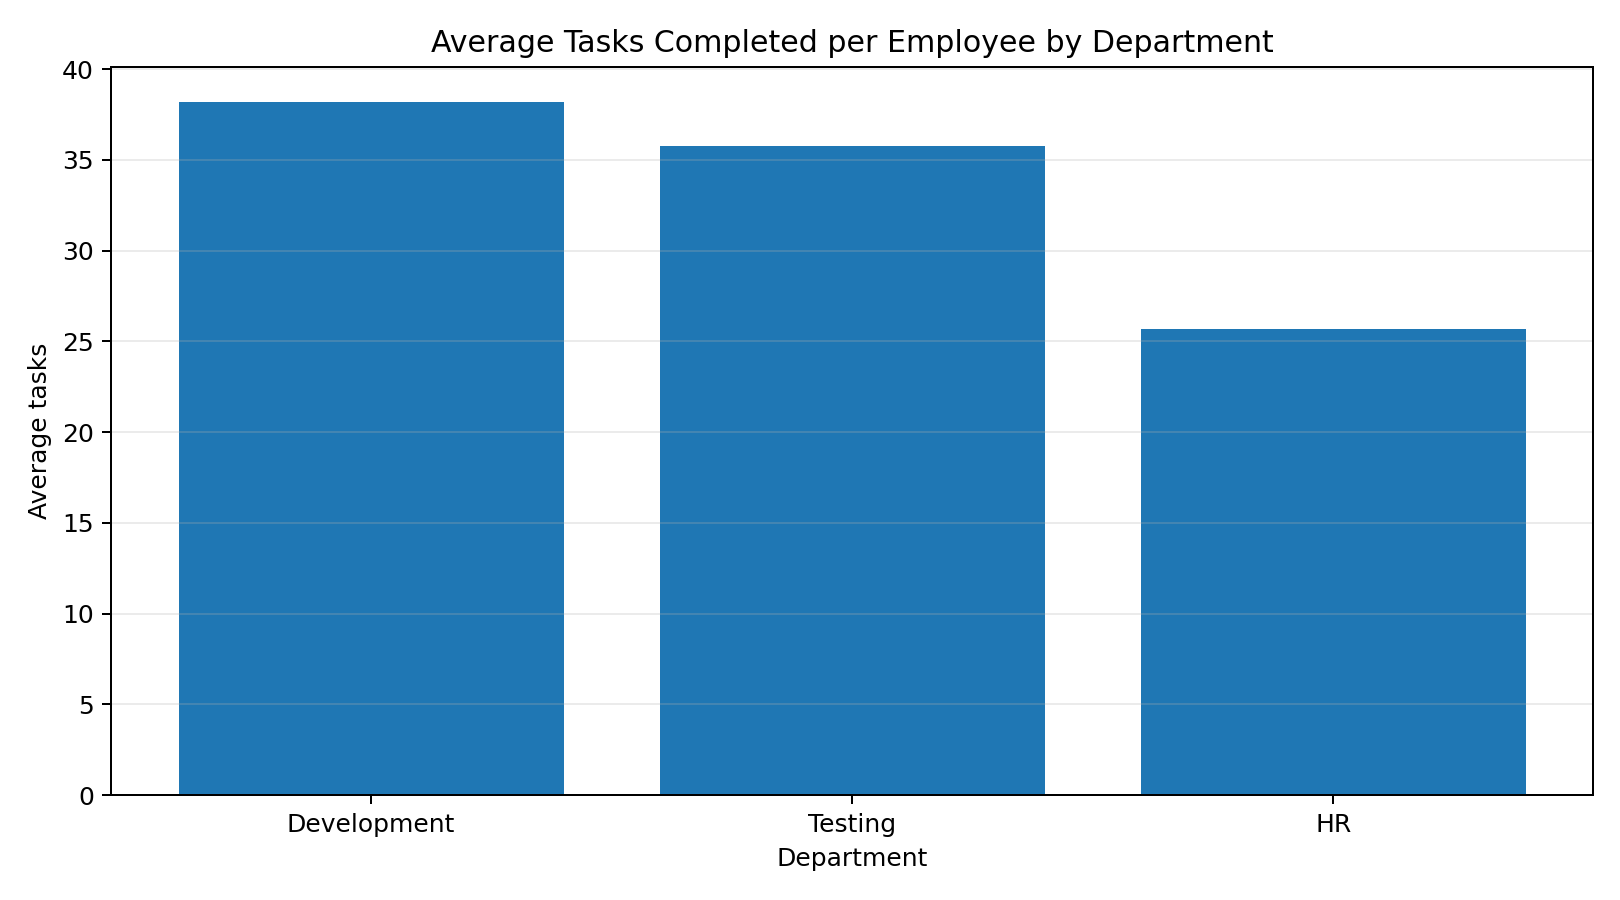 Average Tasks Completed per Employee by Department
40
35
30
25
20
15
10
5
0
Average tasks
Development
Testing
HR
Department